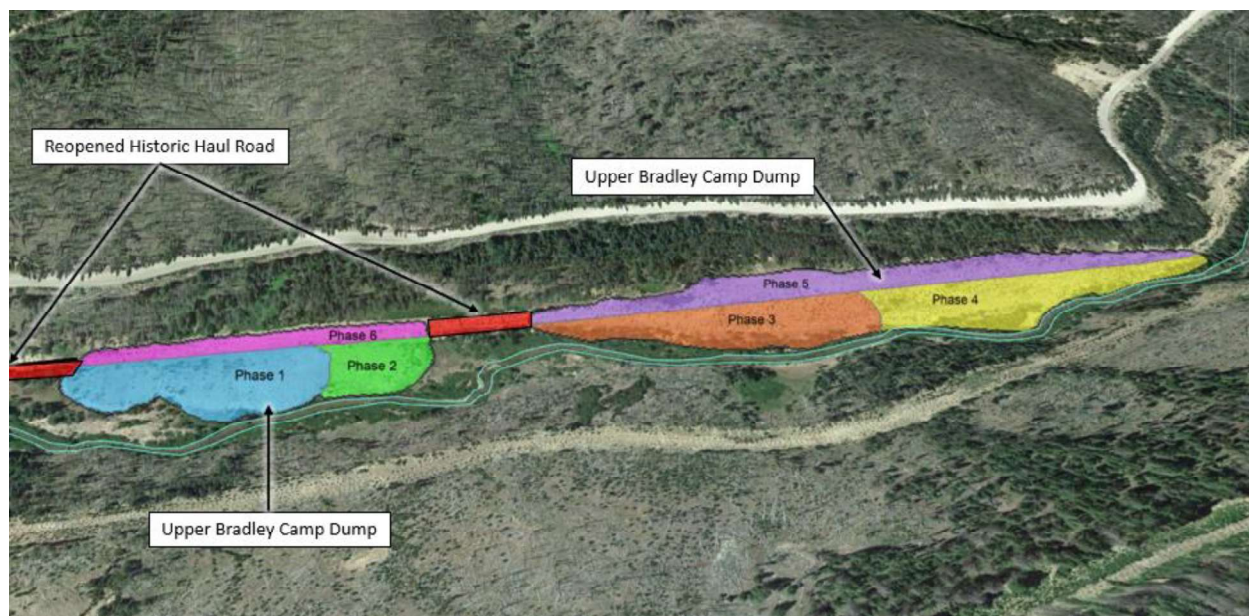 Reopened Historic Haul Road
Upper Bradley Camp Dump
Phase 5
Phase 4
Phase 3
Phase 6
Phase 2
Phase 1
Upper Bradley Camp Dump